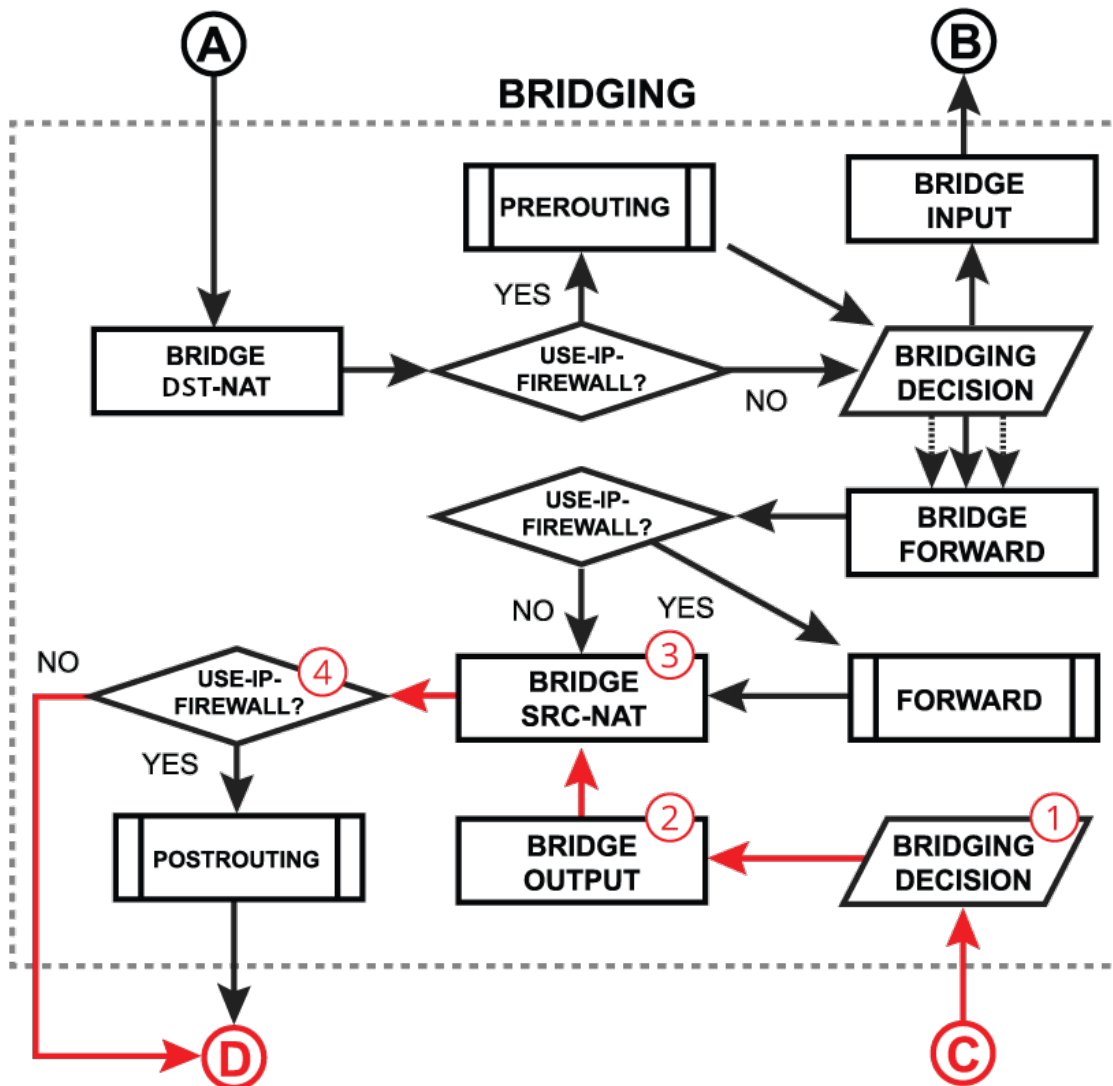 A
B
BRIDGING
PREROUTING
BRIDGE
INPUT
YES
BRIDGE
DST-NAT
USE-IP-
FIREWALL?
NO
BRIDGING
DECISION
USE-IP-
FIREWALL?
BRIDGE
FORWARD
NO
YES
NO
USE-IP-
FIREWALL?
4
BRIDGE
SRC-NAT
3
FORWARD
YES
POSTROUTING
BRIDGE
OUTPUT
2
BRIDGING
DECISION
1
D
C